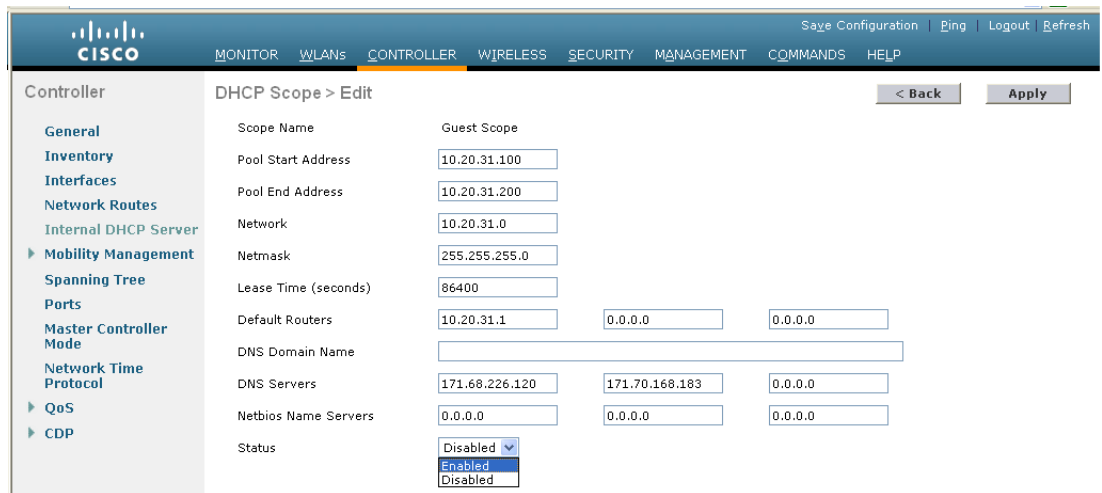 Save Configuration | Ping | Logout | Refresh
CISCO
MONITOR WLANs CONTROLLER WIRELESS SECURITY MANAGEMENT COMMANDS HELP
Controller
General
Inventory
Interfaces
Network Routes
Internal DHCP Server
Mobility Management
Spanning Tree
Ports
Master Controller
Mode
Network Time
Protocol
QoS
CDP
DHCP Scope > Edit
< Back Apply
Scope Name Guest Scope
Pool Start Address 10.20.31.100
Pool End Address 10.20.31.200
Network 10.20.31.0
Netmask 255.255.255.0
Lease Time (seconds) 86400
Default Routers 10.20.31.1 0.0.0.0 0.0.0.0
DNS Domain Name
DNS Servers 171.68.226.120 171.70.168.183 0.0.0.0
Netbios Name Servers 0.0.0.0 0.0.0.0 0.0.0.0
Status Disabled
Enabled
Disabled